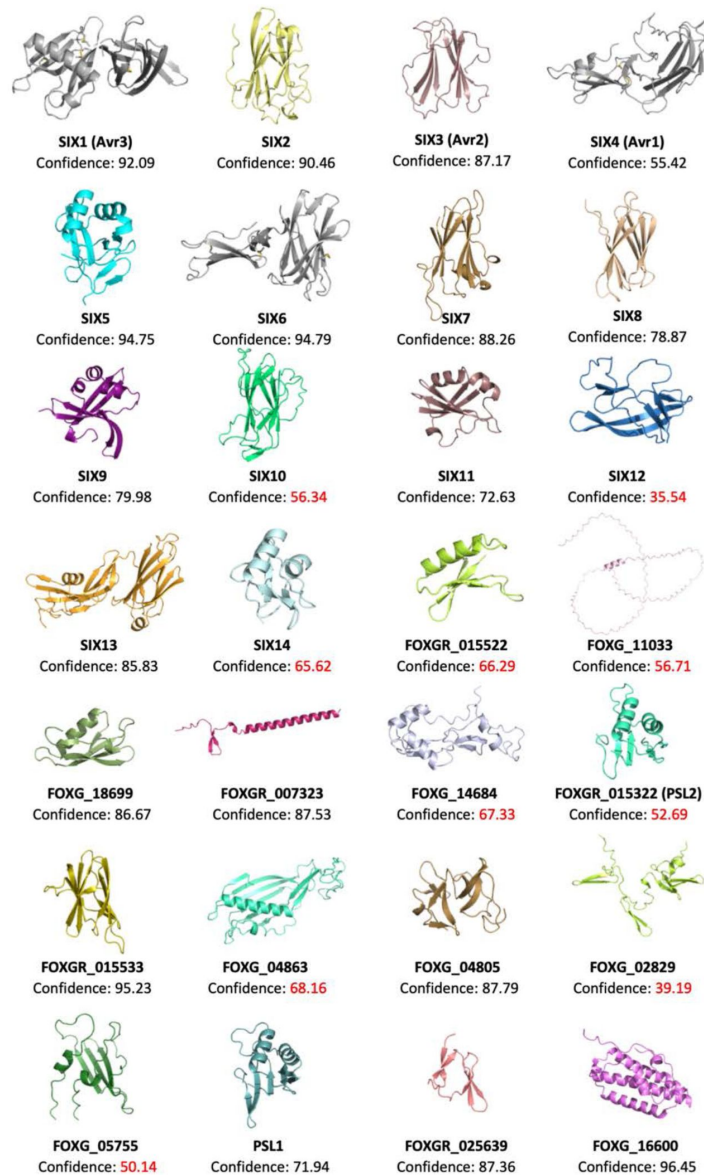 SIX1 (Avr3) SIX2 SIX3 (Avr2) SIX4 (Avr1)
Confidence: 92.09 Confidence: 90.46 Confidence: 87.17 Confidence: 55.42
SIX5 SIX6 SIX7 SIX8
Confidence: 94.75 Confidence: 94.79 Confidence: 88.26 Confidence: 78.87
SIX9 SIX10 SIX11 SIX12
Confidence: 79.98 Confidence: 56.34 Confidence: 72.63 Confidence: 35.54
SIX13 SIX14 FOXGR_015522 FOXG_11033
Confidence: 85.83 Confidence: 65.62 Confidence: 66.29 Confidence: 56.71
FOXG_18699 FOXGR_007323 FOXG_14684 FOXGR_015322 (PSL2)
Confidence: 86.67 Confidence: 87.53 Confidence: 67.33 Confidence: 52.69
FOXGR_015533 FOXG_04863 FOXG_04805 FOXG_02829
Confidence: 95.23 Confidence: 68.16 Confidence: 87.79 Confidence: 39.19
FOXG_05755 PSL1 FOXGR_025639 FOXG_16600
Confidence: 50.14 Confidence: 71.94 Confidence: 87.36 Confidence: 96.45